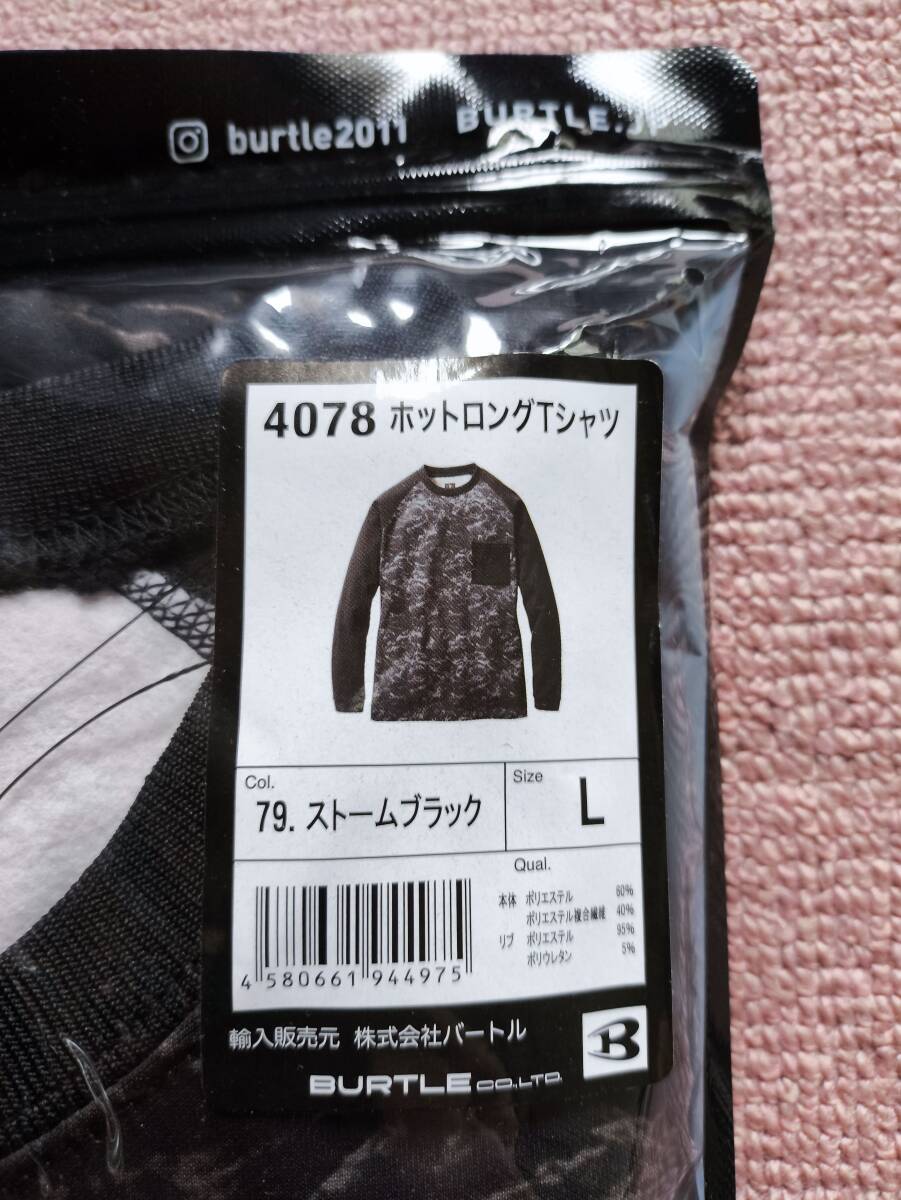 burtle2011 BURTLE.JP
4078 ホットロングTシャツ
Col.
79. ストームブラック
Size
L
Qual.
本体 ポリエステル 60%
ポリエステル複合繊維 40%
リブ ポリエステル 95%
ポリウレタン 5%
4 580661 944975
輸入販売元 株式会社バートル
B
BURTLE CO.,LTD.